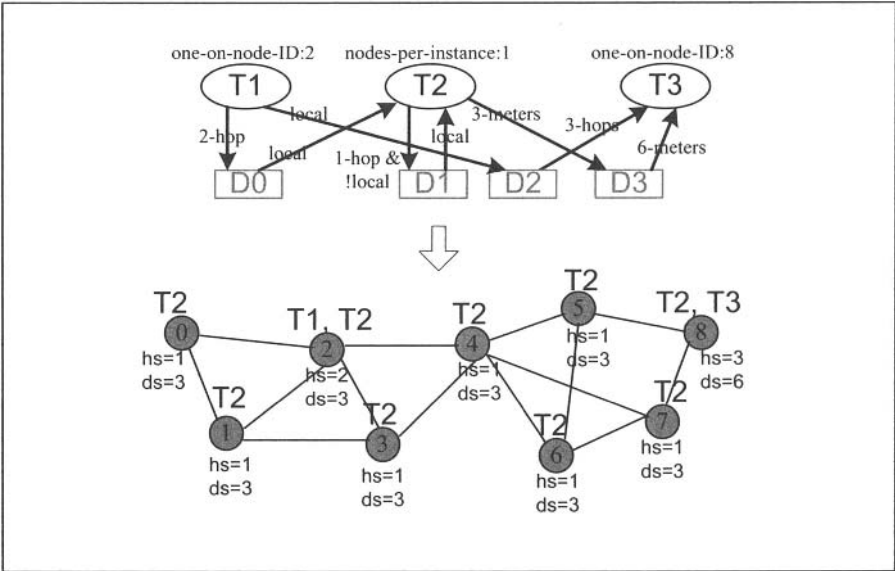 one-on-node-ID:2 nodes-per-instance:1 one-on-node-ID:8
T1 T2 T3
2-hop local local 1-hop & !local local 3-meters 3-hops 6-meters
D0 D1 D2 D3
T2
0
hs=1
ds=3
T2
1
hs=1
ds=3
T1, T2
2
hs=2
ds=3
T2
3
hs=1
ds=3
T2
4
hs=1
ds=3
T2
5
hs=1
ds=3
T2
6
hs=1
ds=3
T2
7
hs=1
ds=3
T2, T3
8
hs=3
ds=6